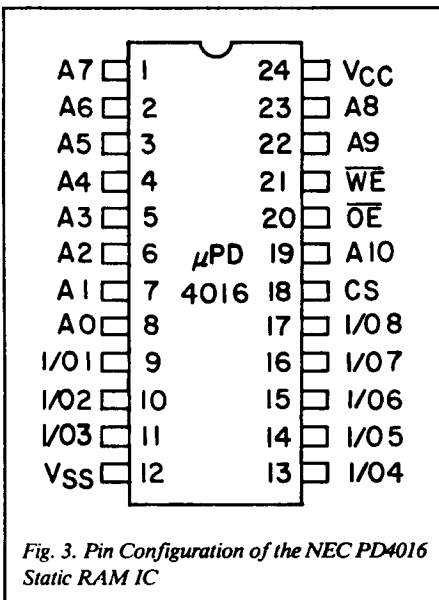 A7 1 24 VCC
A6 2 23 A8
A5 3 22 A9
A4 4 21 W̅E̅
A3 5 20 O̅E̅
A2 6 μPD 19 A10
A1 7 4016 18 CS
A0 8 17 I/O8
I/O1 9 16 I/O7
I/O2 10 15 I/O6
I/O3 11 14 I/O5
VSS 12 13 I/O4
Fig. 3. Pin Configuration of the NEC PD4016
Static RAM IC